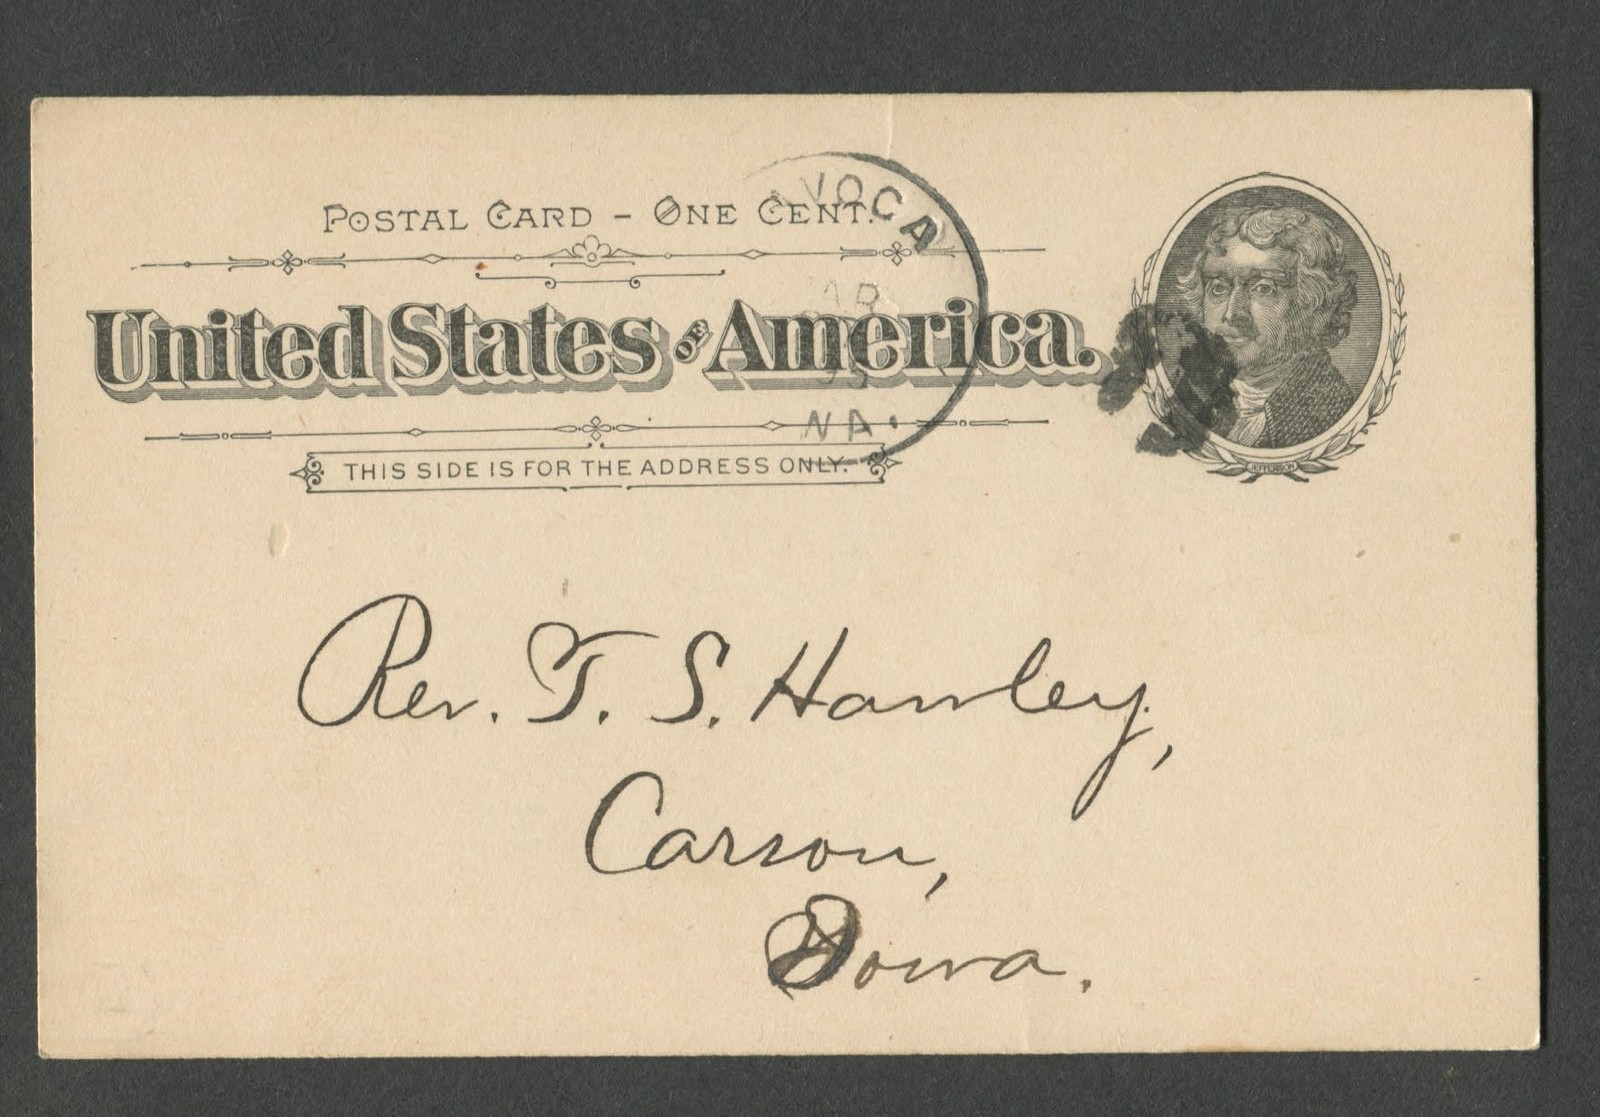 POSTAL CARD - ONE CENT.
AVOCA
United States OF America.
THIS SIDE IS FOR THE ADDRESS ONLY.
JEFFERSON
Rev. T. S. Hawley,
Carson,
Iowa.